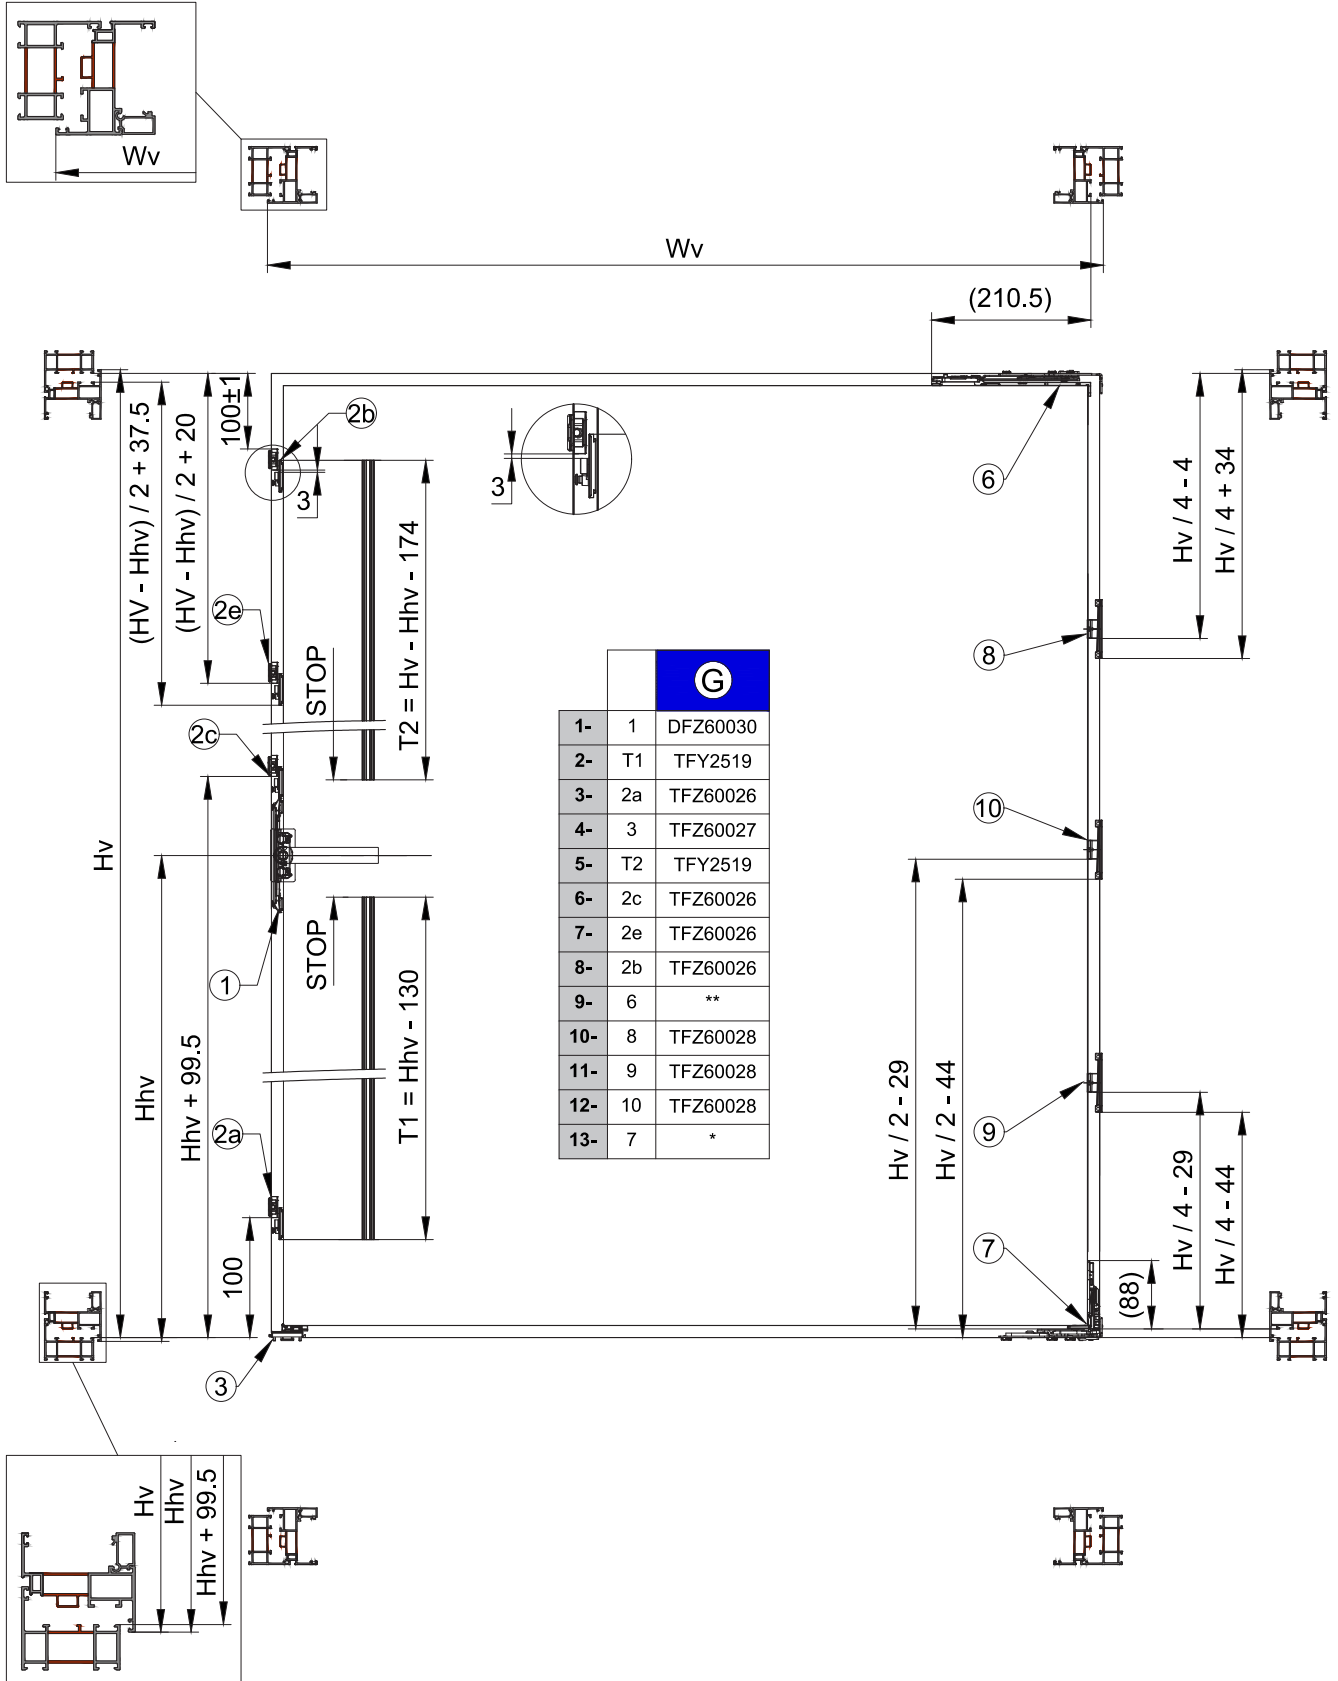 Wv
Wv
(210.5)
100±1
2b
3
3
6
(HV - Hhv) / 2 + 37.5
(HV - Hhv) / 2 + 20
Hv / 4 - 4
Hv / 4 + 34
T2 = Hv - Hhv - 174
STOP
2e
8
2c
G
1- 1 DFZ60030
2- T1 TFY2519
3- 2a TFZ60026
4- 3 TFZ60027
5- T2 TFY2519
6- 2c TFZ60026
7- 2e TFZ60026
8- 2b TFZ60026
9- 6 **
10- 8 TFZ60028
11- 9 TFZ60028
12- 10 TFZ60028
13- 7 *
10
Hv
Hhv
Hhv + 99.5
1
STOP
T1 = Hhv - 130
2a
100
3
Hv / 2 - 29
Hv / 2 - 44
9
Hv / 4 - 29
Hv / 4 - 44
7
(88)
Hv
Hhv
Hhv + 99.5